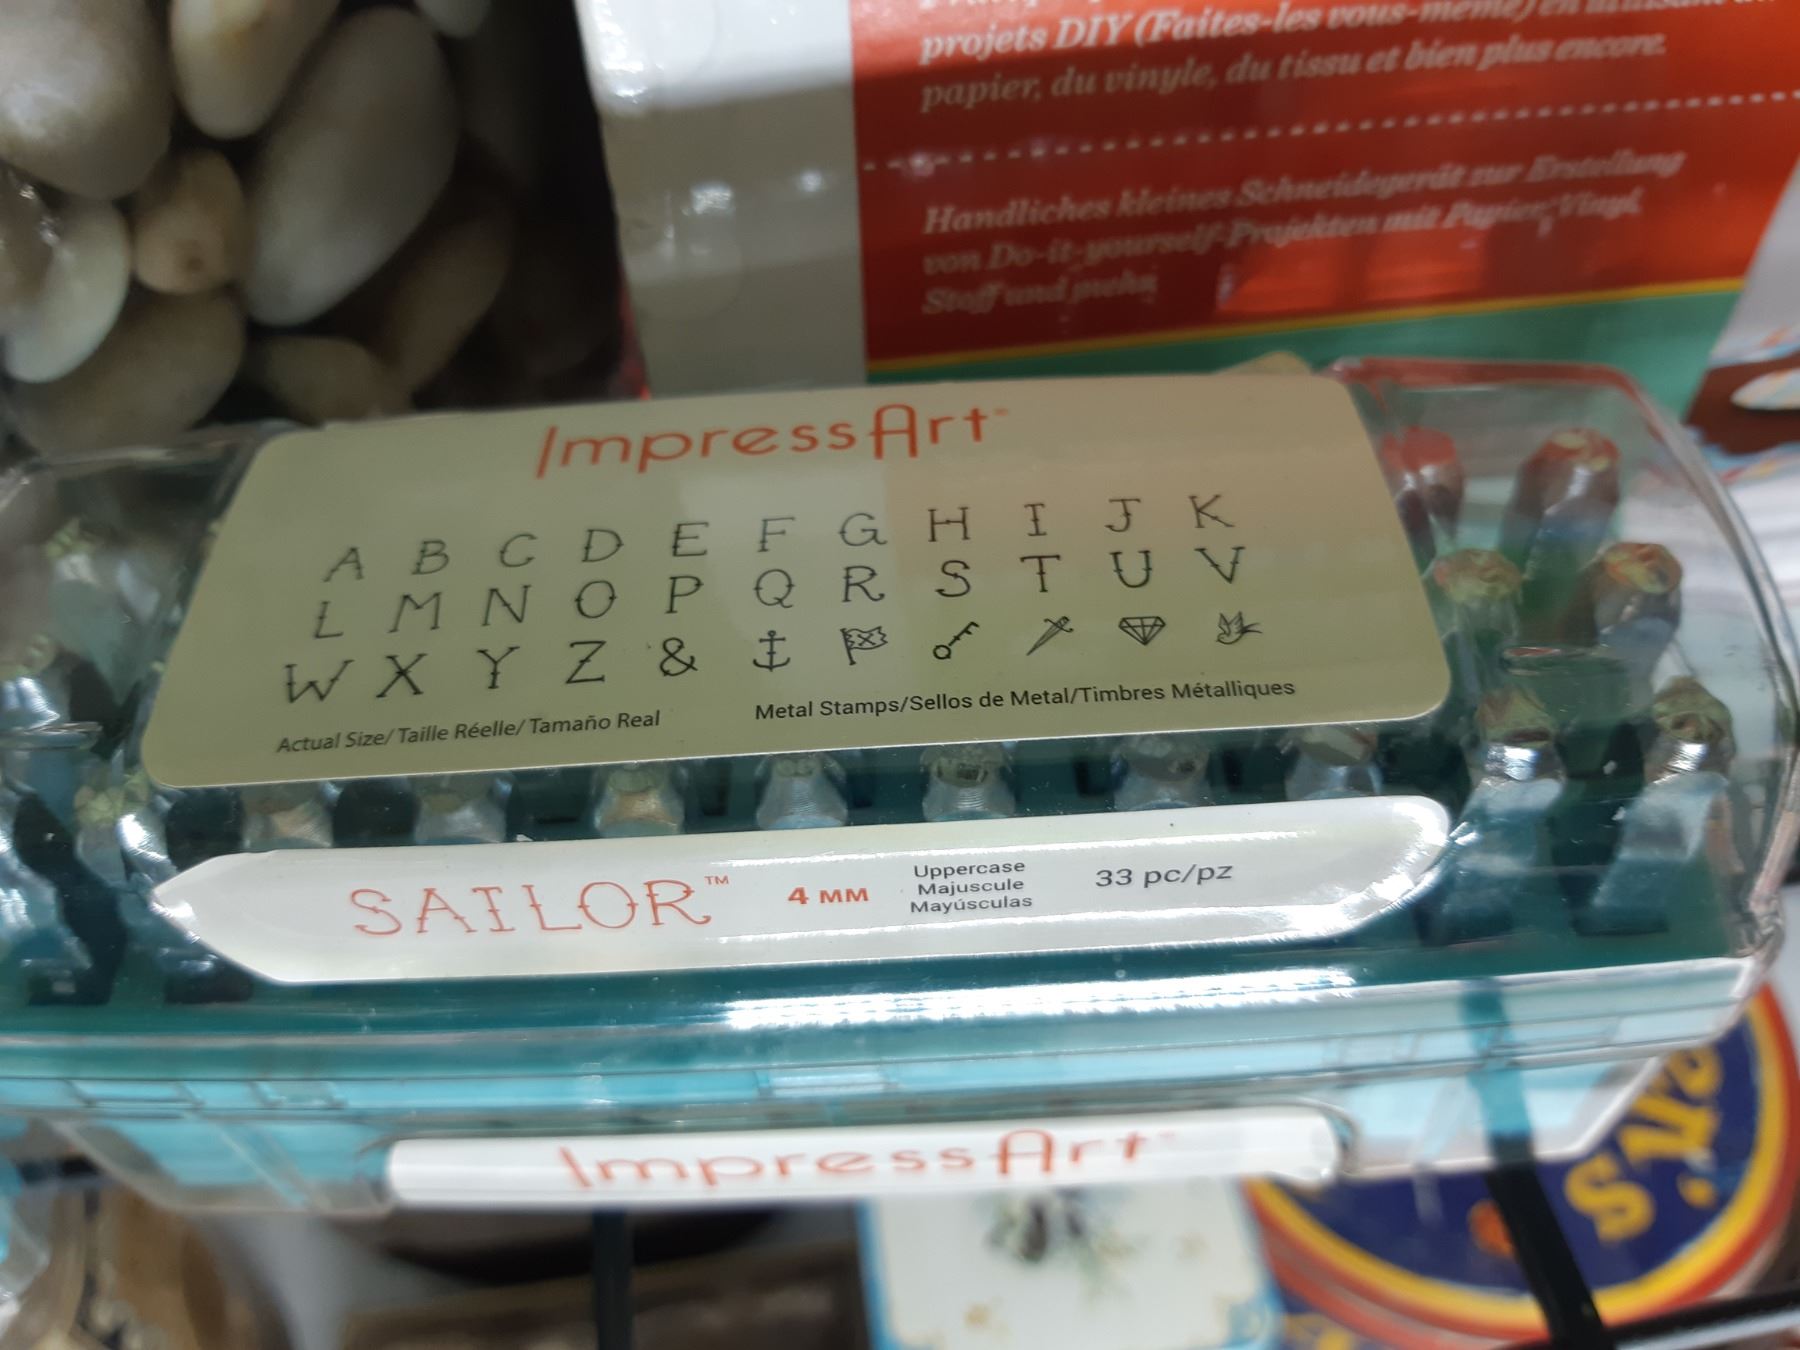 projets DIY (Faites-les vous-même) en utilisant
papier, du vinyle, du tissu et bien plus encore.
Handliches kleines Schneidegerät zur Erstellung
von Do-it-yourself-Projekten mit Papier, Vinyl,
Stoff und mehr.
ImpressArt
A B C D E F G H I J K
L M N O P Q R S T U V
W X Y Z &
Actual Size/ Taille Réelle/ Tamaño Real
Metal Stamps/Sellos de Metal/Timbres Métalliques
SAILOR™ 4 MM
Uppercase
Majuscule
Mayúsculas
33 pc/pz
ImpressArt